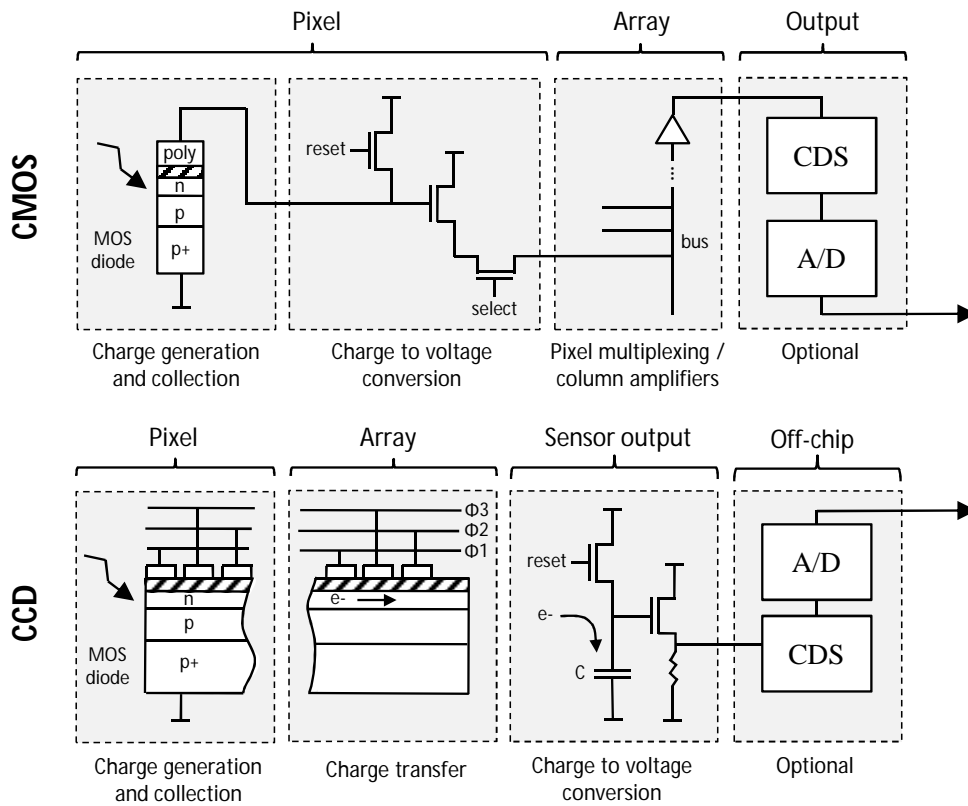 Pixel
Array
Output
CMOS
poly
n
p
p+
MOS
diode
reset
select
bus
CDS
A/D
Charge generation
and collection
Charge to voltage
conversion
Pixel multiplexing /
column amplifiers
Optional
Pixel
Array
Sensor output
Off-chip
CCD
n
p
p+
MOS
diode
Φ3
Φ2
Φ1
e-
reset
e-
C
A/D
CDS
Charge generation
and collection
Charge transfer
Charge to voltage
conversion
Optional